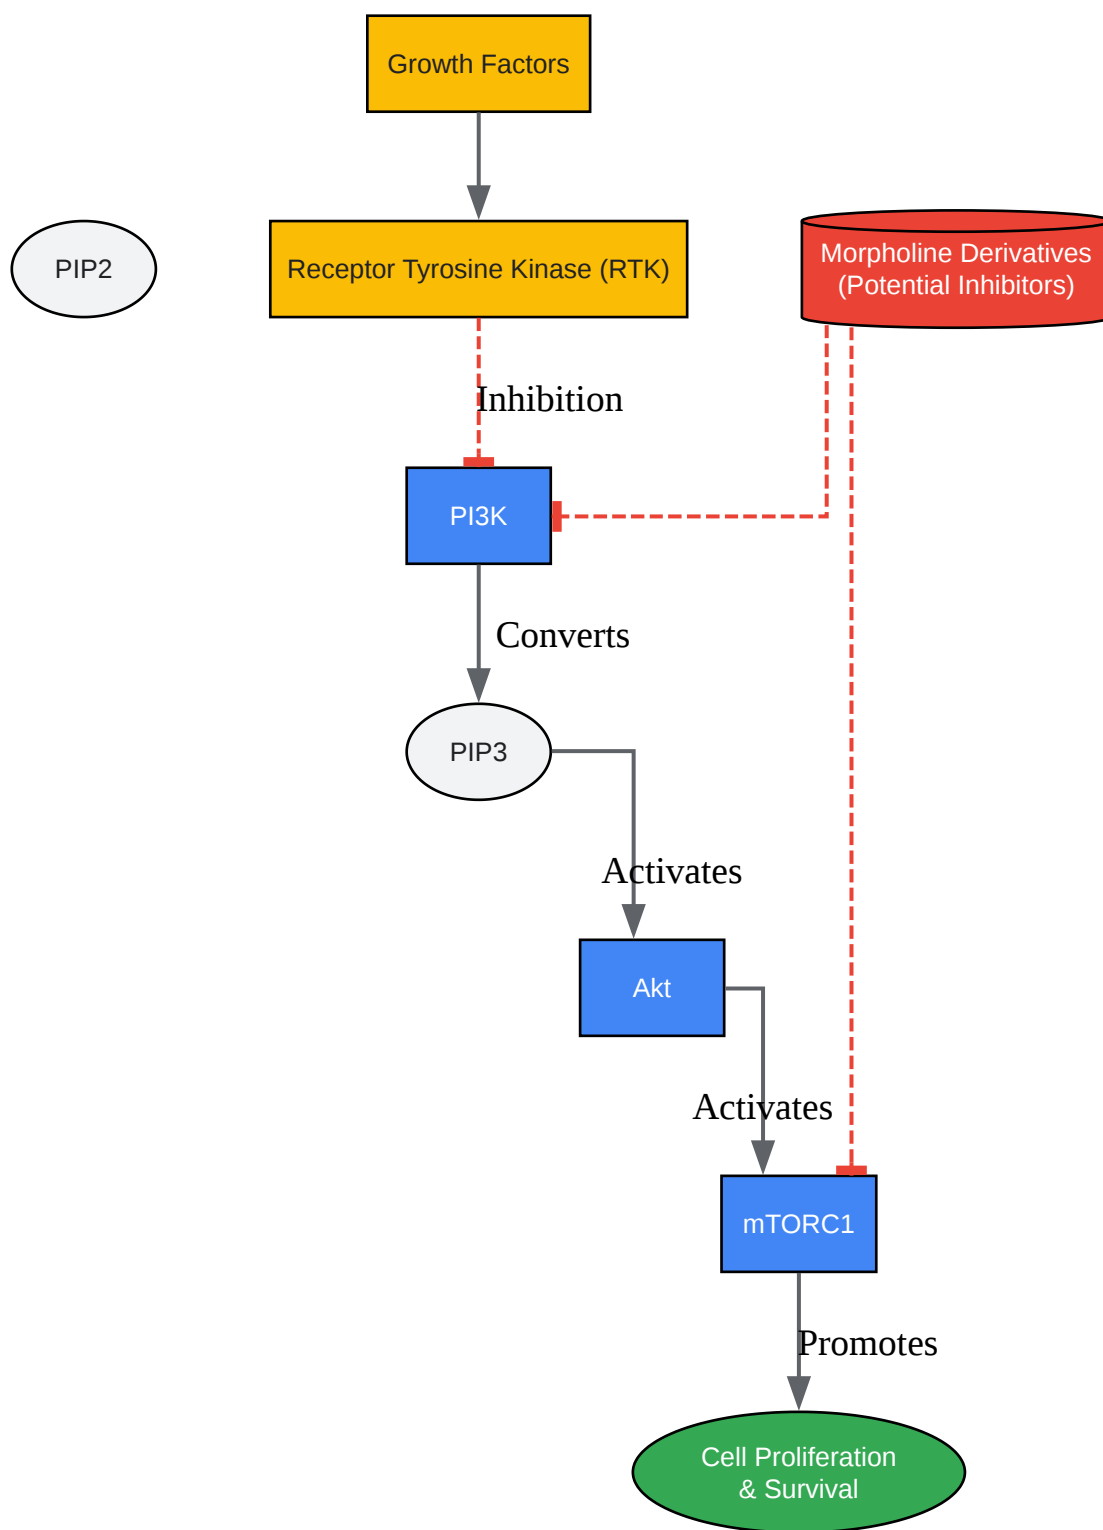 Growth Factors
PIP2
Receptor Tyrosine Kinase (RTK)
Morpholine Derivatives
(Potential Inhibitors)
Inhibition
PI3K
Converts
PIP3
Activates
Akt
Activates
mTORC1
Promotes
Cell Proliferation
& Survival